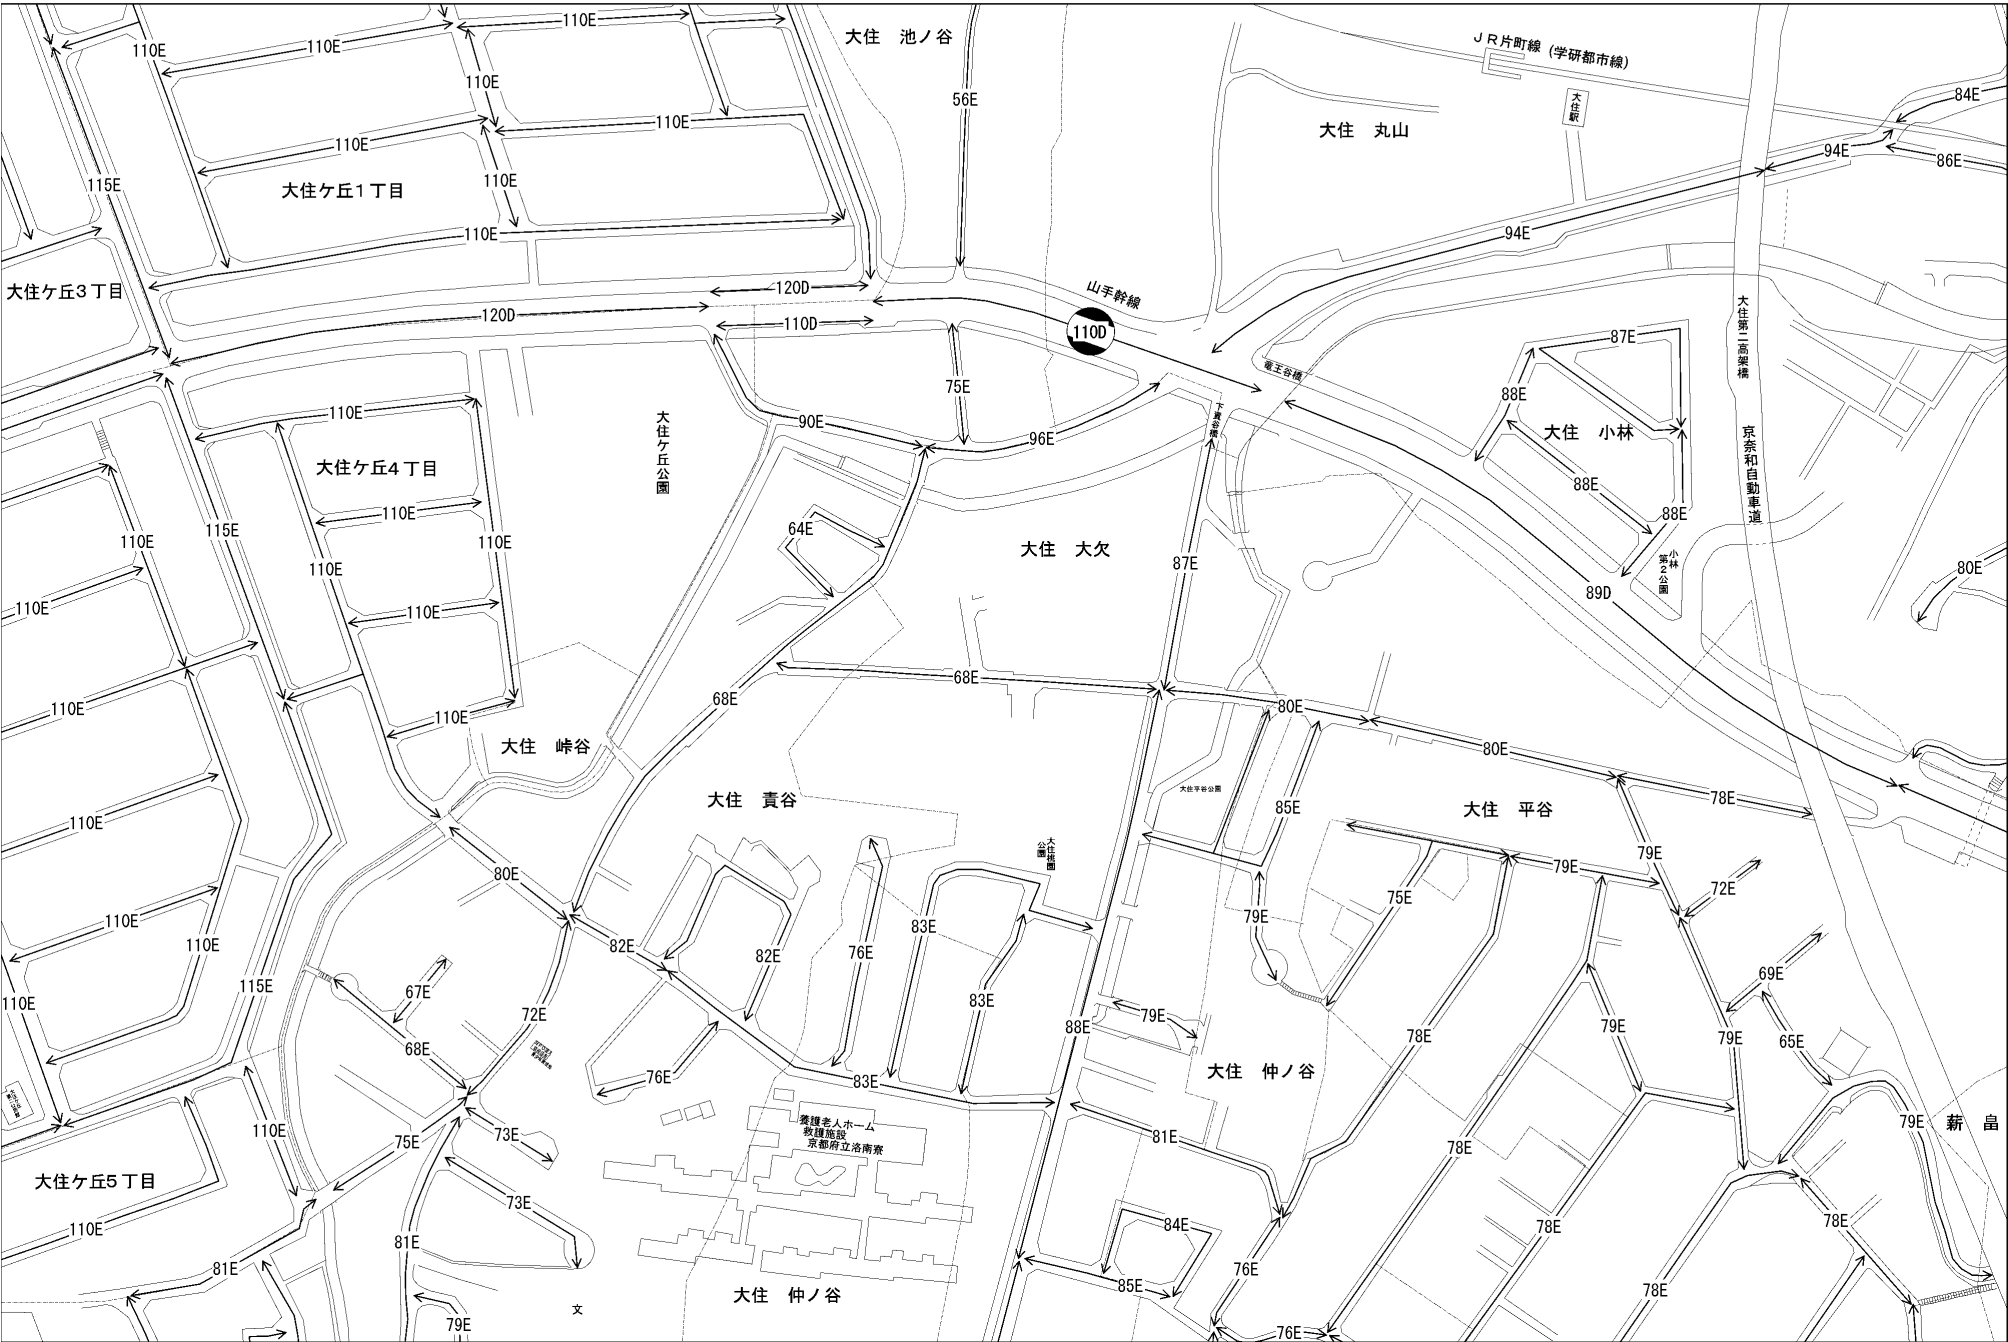 110E
110E
110E
大住　池ノ谷
JR片町線（学研都市線）
110E
56E
大住駅
84E
110E
大住　丸山
110E
94E
86E
115E
110E
大住ケ丘1丁目
110E
94E
大住ケ丘3丁目
120D
山手幹線
120D
110D
110D
大住第二高架橋
87E
竜王谷橋
75E
88E
110E
90E
96E
下責谷橋
大住ケ丘公園
大住　小林
京奈和自動車道
大住ケ丘4丁目
88E
110E
88E
115E
64E
110E
110E
大住　大欠
小林
第2公園
110E
87E
80E
89D
110E
110E
68E
68E
110E
110E
80E
大住　峠谷
80E
大住平谷公園
大住　責谷
78E
85E
大住　平谷
110E
大住桃園
公園
79E
79E
80E
72E
75E
110E
83E
79E
110E
82E
82E
76E
69E
67E
115E
83E
110E
72E
79E
88E
79E
78E
79E
65E
68E
大住　仲ノ谷
76E
83E
養護老人ホーム
救護施設
京都府立洛南寮
79E
薪　畠
110E
73E
75E
81E
78E
大住ケ丘5丁目
73E
78E
84E
78E
110E
81E
81E
76E
85E
78E
大住　仲ノ谷
文
79E
76E